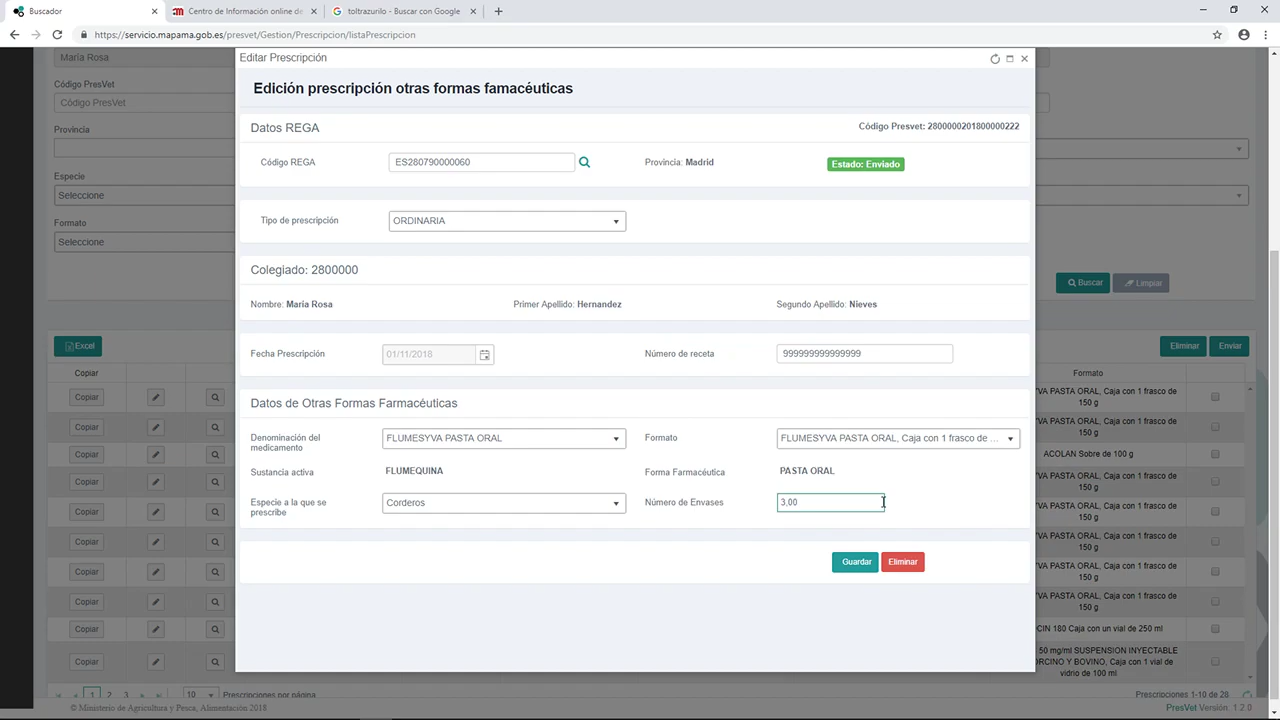 Buscador
Centro de Información online de
toltrazurilo - Buscar con Google
https://servicio.mapama.gob.es/presvet/Gestion/Prescripcion/listaPrescripcion
Maria Rosa
Código PresVet
Código PresVet
Provincia
Especie
Seleccione
Formato
Seleccione
Buscar
Limpiar
Editar Prescripción
Edición prescripción otras formas famacéuticas
Datos REGA
Código Presvet: 2800000201800000222
Código REGA
ES280790000060
Provincia: Madrid
Estado: Enviado
Tipo de prescripción
ORDINARIA
Colegiado: 2800000
Nombre: Maria Rosa
Primer Apellido: Hernandez
Segundo Apellido: Nieves
Fecha Prescripción
01/11/2018
Número de receta
999999999999999
Datos de Otras Formas Farmacéuticas
Denominación del
medicamento
FLUMESYVA PASTA ORAL
Formato
FLUMESYVA PASTA ORAL, Caja con 1 frasco de ...
Sustancia activa
FLUMEQUINA
Forma Farmacéutica
PASTA ORAL
Especie a la que se
prescribe
Corderos
Número de Envases
3,00
Guardar
Eliminar
Excel
Eliminar
Enviar
Copiar
Formato
Copiar
YVA PASTA ORAL, Caja con 1 frasco de
150 g
Copiar
YVA PASTA ORAL, Caja con 1 frasco de
150 g
Copiar
ACOLAN Sobre de 100 g
Copiar
YVA PASTA ORAL, Caja con 1 frasco de
150 g
Copiar
YVA PASTA ORAL, Caja con 1 frasco de
150 g
Copiar
YVA PASTA ORAL, Caja con 1 frasco de
150 g
Copiar
YVA PASTA ORAL, Caja con 1 frasco de
150 g
Copiar
YVA PASTA ORAL, Caja con 1 frasco de
150 g
Copiar
CIN 180 Caja con un vial de 250 ml
Copiar
50 mg/ml SUSPENSION INYECTABLE
ORCINO Y BOVINO, Caja con 1 vial de
vidrio de 100 ml
1 2 3
10
Prescripciones por página
Prescripciones 1-10 de 28
© Ministerio de Agricultura y Pesca, Alimentación 2018
PresVet Versión. 1.2.0